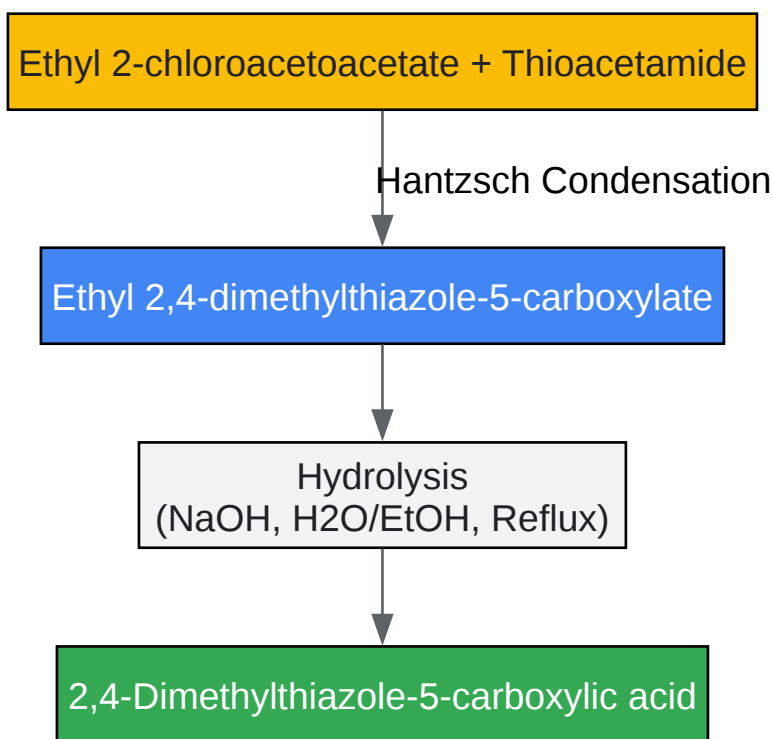 Ethyl 2-chloroacetoacetate + Thioacetamide
Hantzsch Condensation
Ethyl 2,4-dimethylthiazole-5-carboxylate
Hydrolysis
(NaOH, H2O/EtOH, Reflux)
2,4-Dimethylthiazole-5-carboxylic acid